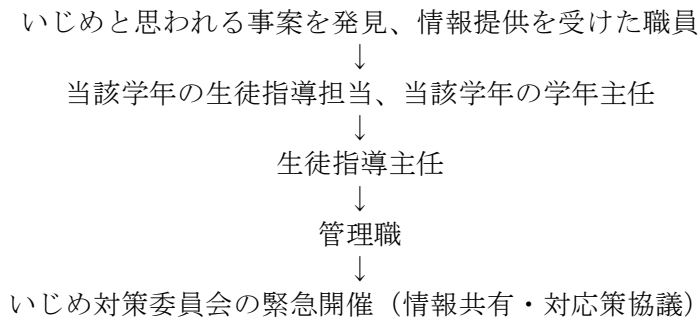 いじめと思われる事案を発見、情報提供を受けた職員
↓
当該学年の生徒指導担当、当該学年の学年主任
↓
生徒指導主任
↓
管理職
↓
いじめ対策委員会の緊急開催（情報共有・対応策協議）